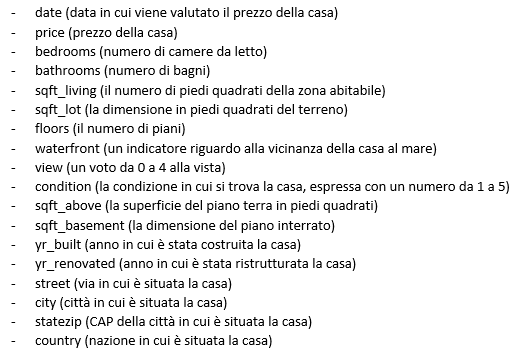 - date (data in cui viene valutato il prezzo della casa)
- price (prezzo della casa)
- bedrooms (numero di camere da letto)
- bathrooms (numero di bagni)
- sqft_living (il numero di piedi quadrati della zona abitabile)
- sqft_lot (la dimensione in piedi quadrati del terreno)
- floors (il numero di piani)
- waterfront (un indicatore riguardo alla vicinanza della casa al mare)
- view (un voto da 0 a 4 alla vista)
- condition (la condizione in cui si trova la casa, espressa con un numero da 1 a 5)
- sqft_above (la superficie del piano terra in piedi quadrati)
- sqft_basement (la dimensione del piano interrato)
- yr_built (anno in cui è stata costruita la casa)
- yr_renovated (anno in cui è stata ristrutturata la casa)
- street (via in cui è situata la casa)
- city (città in cui è situata la casa)
- statezip (CAP della città in cui è situata la casa)
- country (nazione in cui è situata la casa)